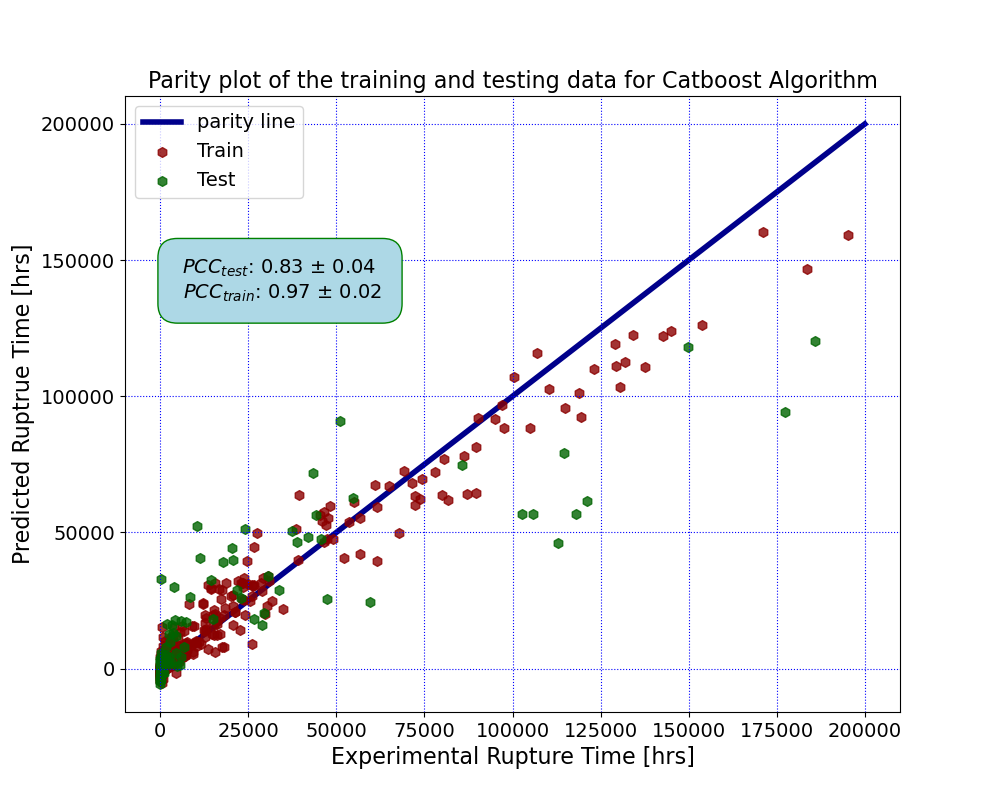 Parity plot of the training and testing data for Catboost Algorithm
parity line
Train
Test
PCC_test: 0.83 ± 0.04
PCC_train: 0.97 ± 0.02
Predicted Ruptrue Time [hrs]
200000
150000
100000
50000
0
0 25000 50000 75000 100000 125000 150000 175000 200000
Experimental Rupture Time [hrs]